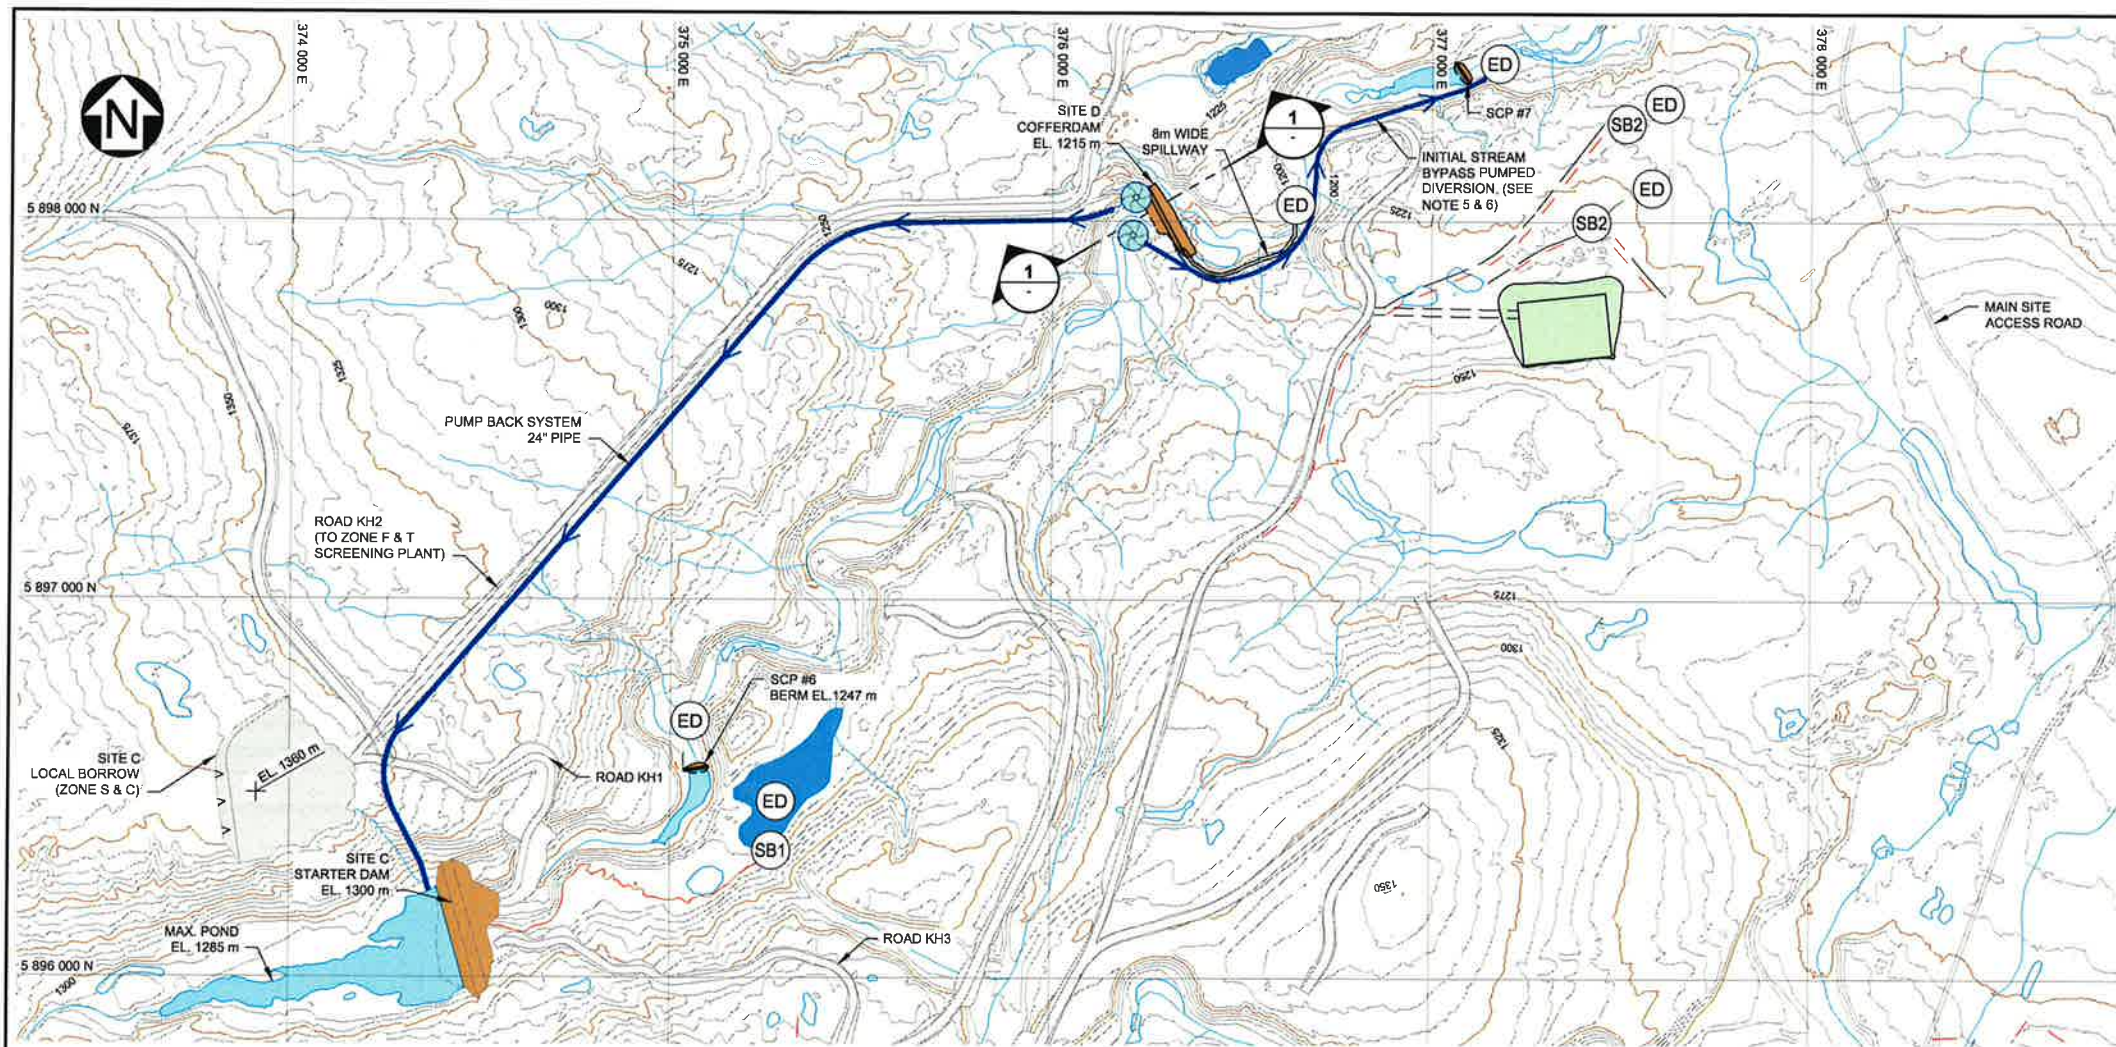 N
374 000 E
375 000 E
376 000 E
377 000 E
378 000 E
5 898 000 N
5 897 000 N
5 896 000 N
SITE D
COFFERDAM
EL. 1215 m
8m WIDE
SPILLWAY
1
-
1
-
ED
SCP #7
ED
SB2
ED
SB2
ED
INITIAL STREAM
BYPASS PUMPED
DIVERSION. (SEE
NOTE 5 & 6)
MAIN SITE
ACCESS ROAD
PUMP BACK SYSTEM
24" PIPE
ROAD KH2
(TO ZONE F & T
SCREENING PLANT)
SCP #6
BERM EL.1247 m
ED
ED
SB1
ROAD KH1
SITE C
LOCAL BORROW
(ZONE S & C)
EL. 1360 m
SITE C
STARTER DAM
EL. 1300 m
MAX. POND
EL. 1285 m
ROAD KH3
1225
1200
1200
1225
1250
1275
1300
1300
1325
1350
1375
1250
1275
1300
1325
1350
1300